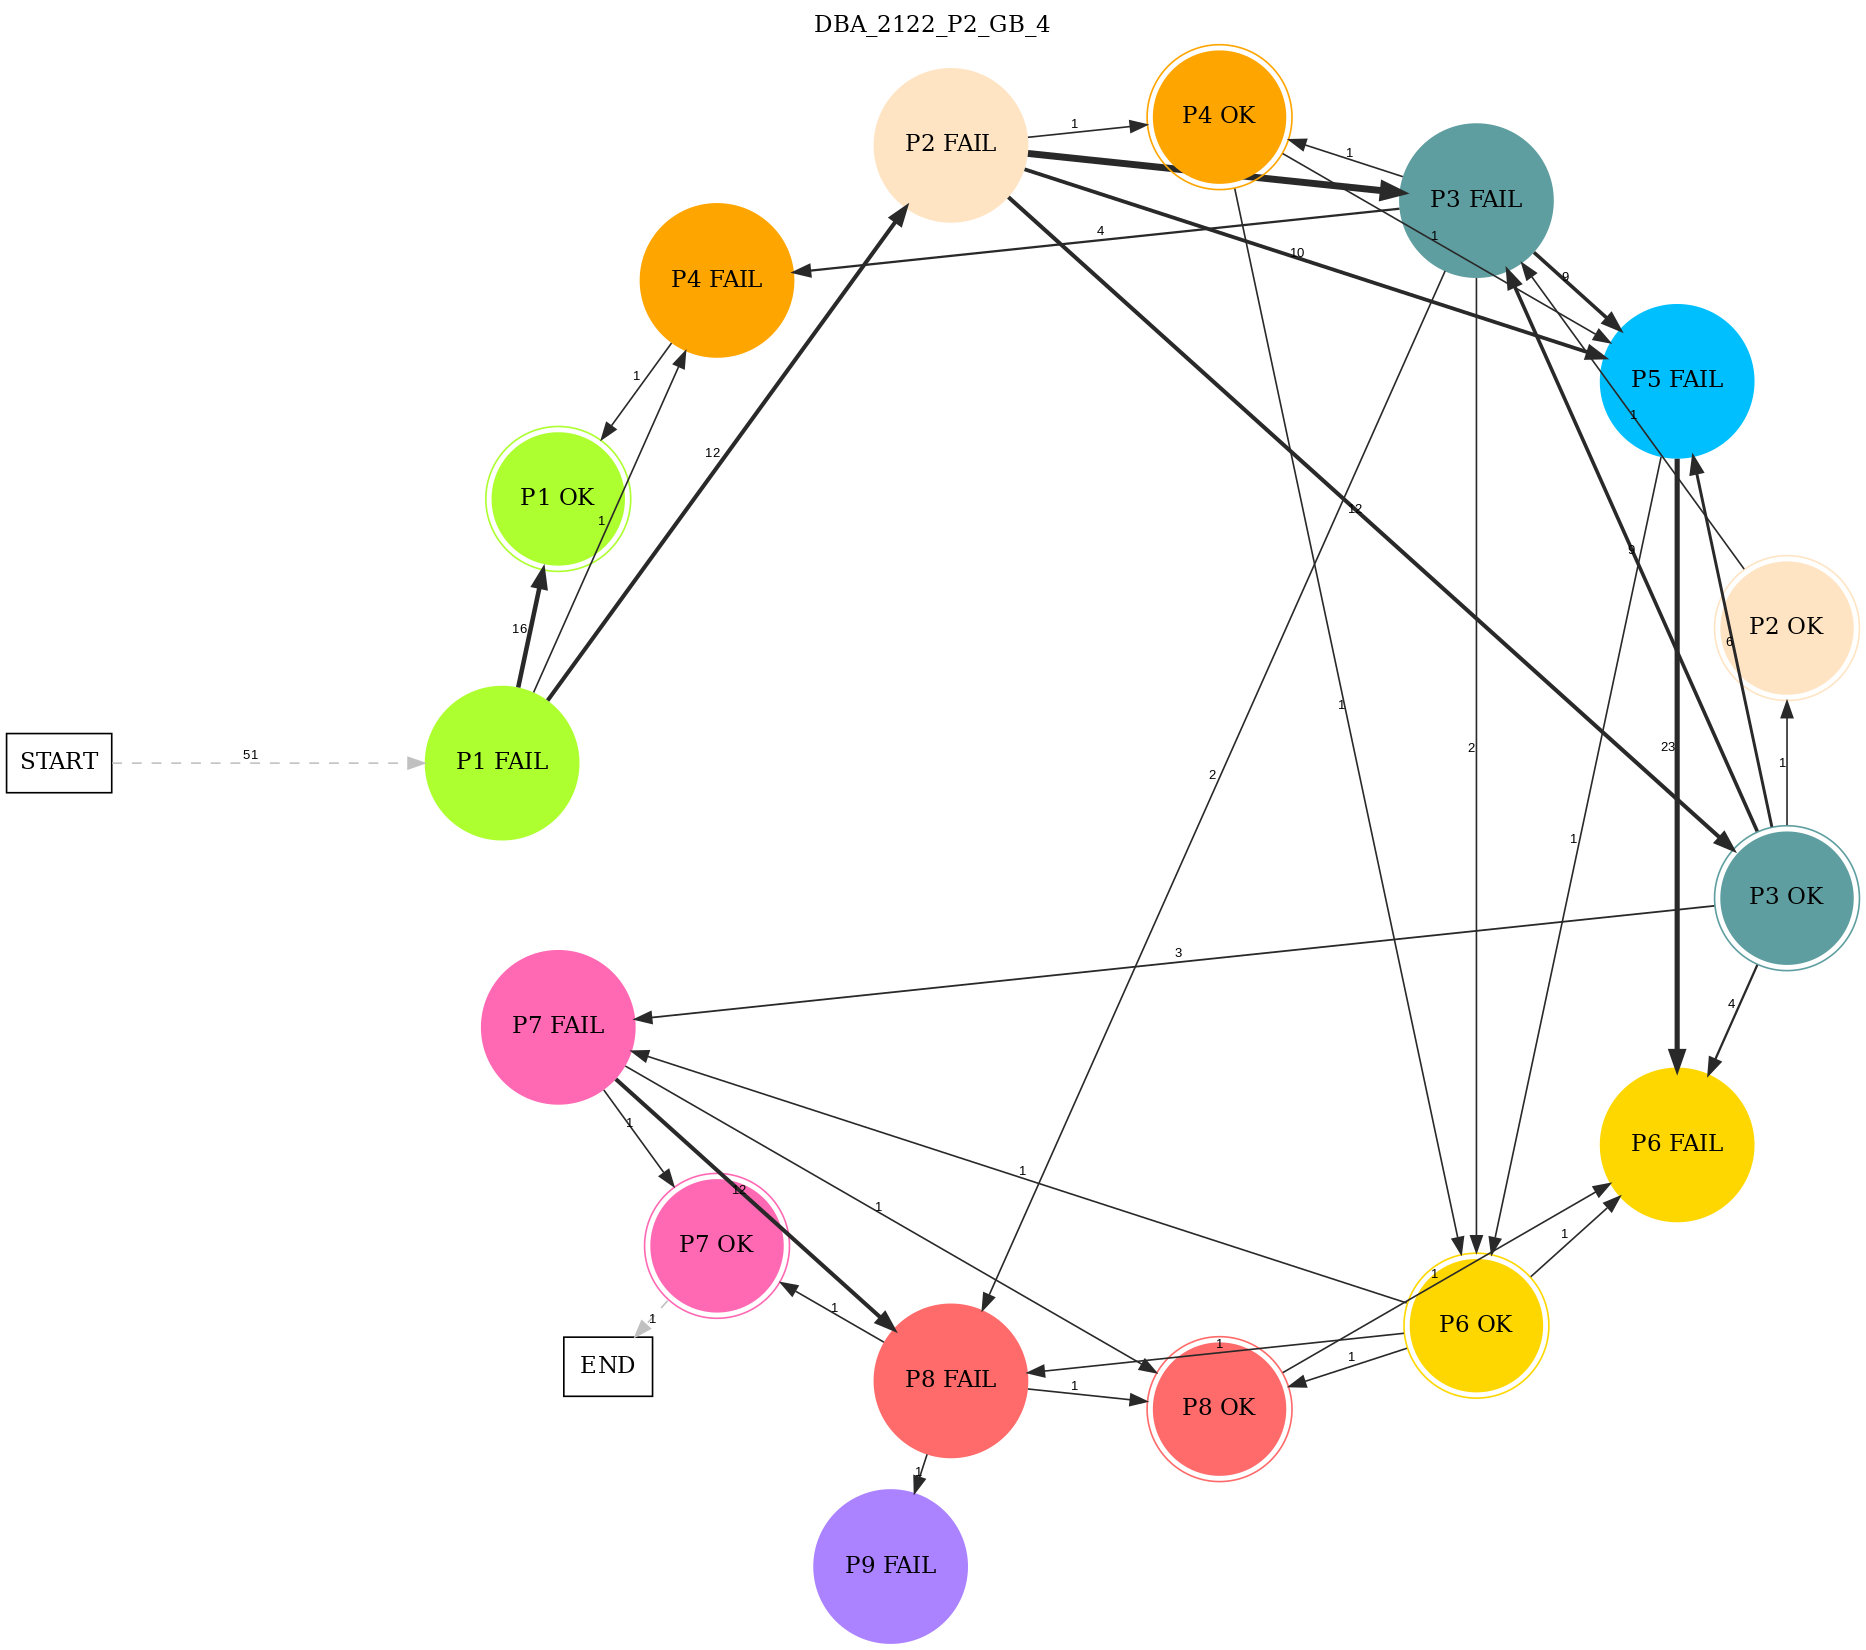 DBA_2122_P2_GB_4
P2 FAIL
1
P4 OK
P3 FAIL
1
4
1
10
9
P4 FAIL
P5 FAIL
1
1
12
P1 OK
1
12
9
16
P2 OK
6
1
2
23
1
START
51
P1 FAIL
2
1
1
P3 OK
3
4
P7 FAIL
1
P6 FAIL
1
12
1
1
P7 OK
1
1
1
P6 OK
1
1
1
END
P8 FAIL
1
P8 OK
1
P9 FAIL